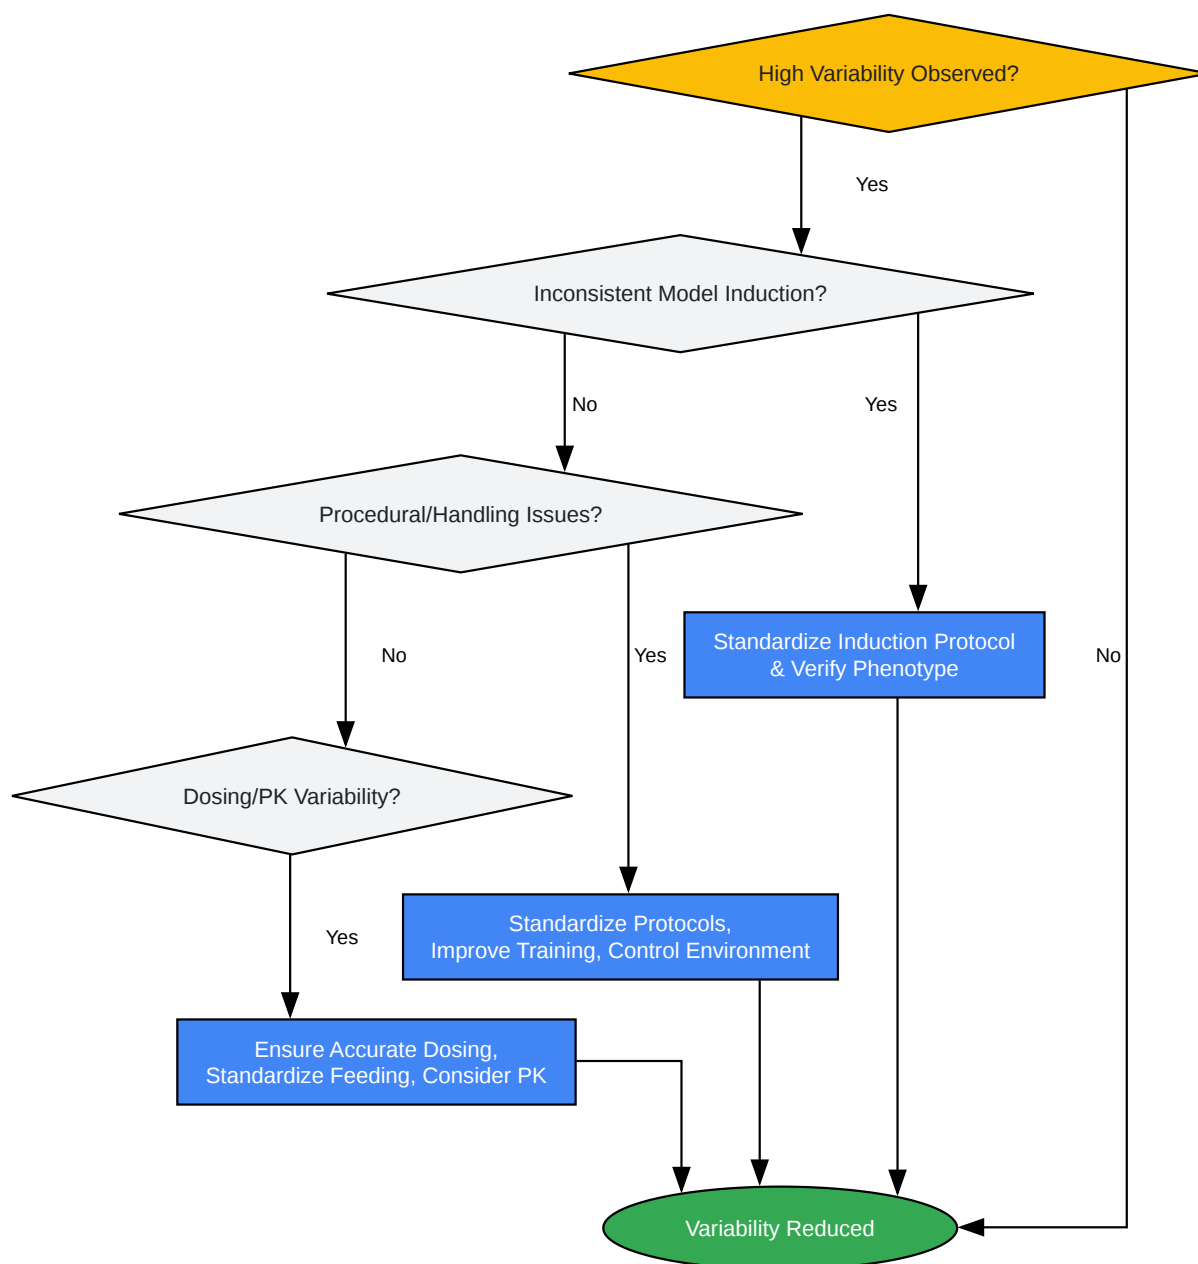 High Variability Observed?
Yes
Inconsistent Model Induction?
No
Yes
Procedural/Handling Issues?
No
Yes
Standardize Induction Protocol
& Verify Phenotype
No
Dosing/PK Variability?
Yes
Standardize Protocols,
Improve Training, Control Environment
Ensure Accurate Dosing,
Standardize Feeding, Consider PK
Variability Reduced